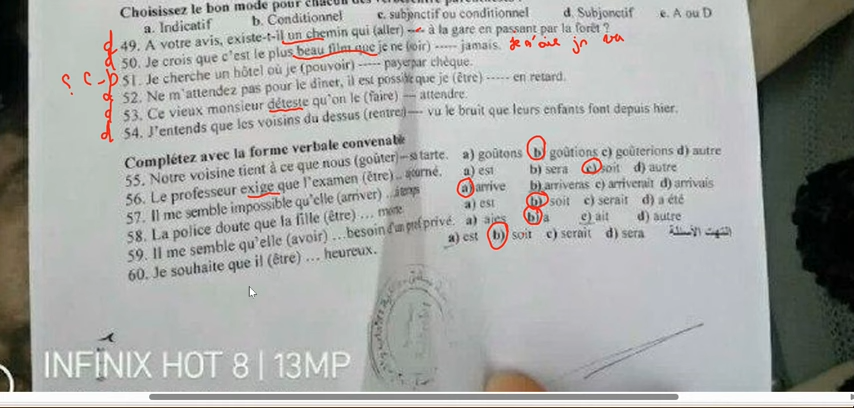 Choisissez le bon mode pour chacun des
a. Indicatif b. Conditionnel c. subjonctif ou conditionnel d. Subjonctif e. A ou D
49. A votre avis, existe-t-il un chemin qui (aller) ---- à la gare en passant par la forêt ?
50. Je crois que c'est le plus beau film que je ne (voir) ----- jamais.
? C - D 51. Je cherche un hôtel où je (pouvoir) ----- payer par chèque.
52. Ne m'attendez pas pour le dîner, il est possible que je (être) ----- en retard.
53. Ce vieux monsieur déteste qu'on le (faire) --- attendre.
54. J'entends que les voisins du dessus (rentrer) ---- vu le bruit que leurs enfants font depuis hier.
Complétez avec la forme verbale convenable
55. Notre voisine tient à ce que nous (goûter) – sa tarte. a) goûtons b) goûtions c) goûterions d) autre
56. Le professeur exige que l'examen (être) .. ajourné. a) est b) sera c) soit d) autre
57. Il me semble impossible qu'elle (arriver) .. à temps a) arrive b) arriveras c) arriverait d) arrivais
58. La police doute que la fille (être) … morte a) est b) soit c) serait d) a été
59. Il me semble qu'elle (avoir) …besoin d'un prof privé. a) aies b) a c) ait d) autre
60. Je souhaite que il (être) … heureux. a) est b) soit c) serait d) sera انتهت الأسئلة
INFINIX HOT 8 | 13MP